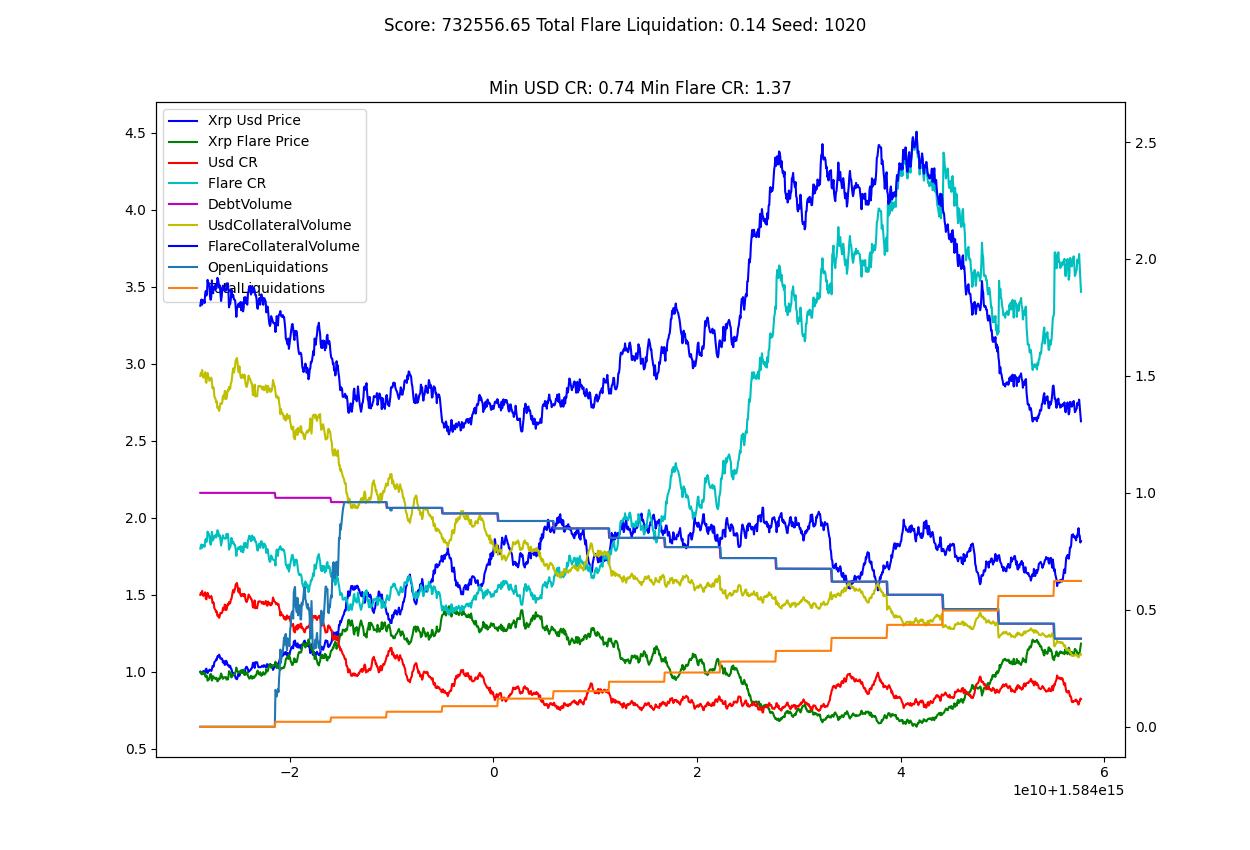 Score: 732556.65 Total Flare Liquidation: 0.14 Seed: 1020
Min USD CR: 0.74 Min Flare CR: 1.37
Xrp Usd Price
Xrp Flare Price
Usd CR
Flare CR
DebtVolume
UsdCollateralVolume
FlareCollateralVolume
OpenLiquidations
TotalLiquidations
4.5
4.0
3.5
3.0
2.5
2.0
1.5
1.0
0.5
2.5
2.0
1.5
1.0
0.5
0.0
−2 0 2 4 6
1e10+1.584e15